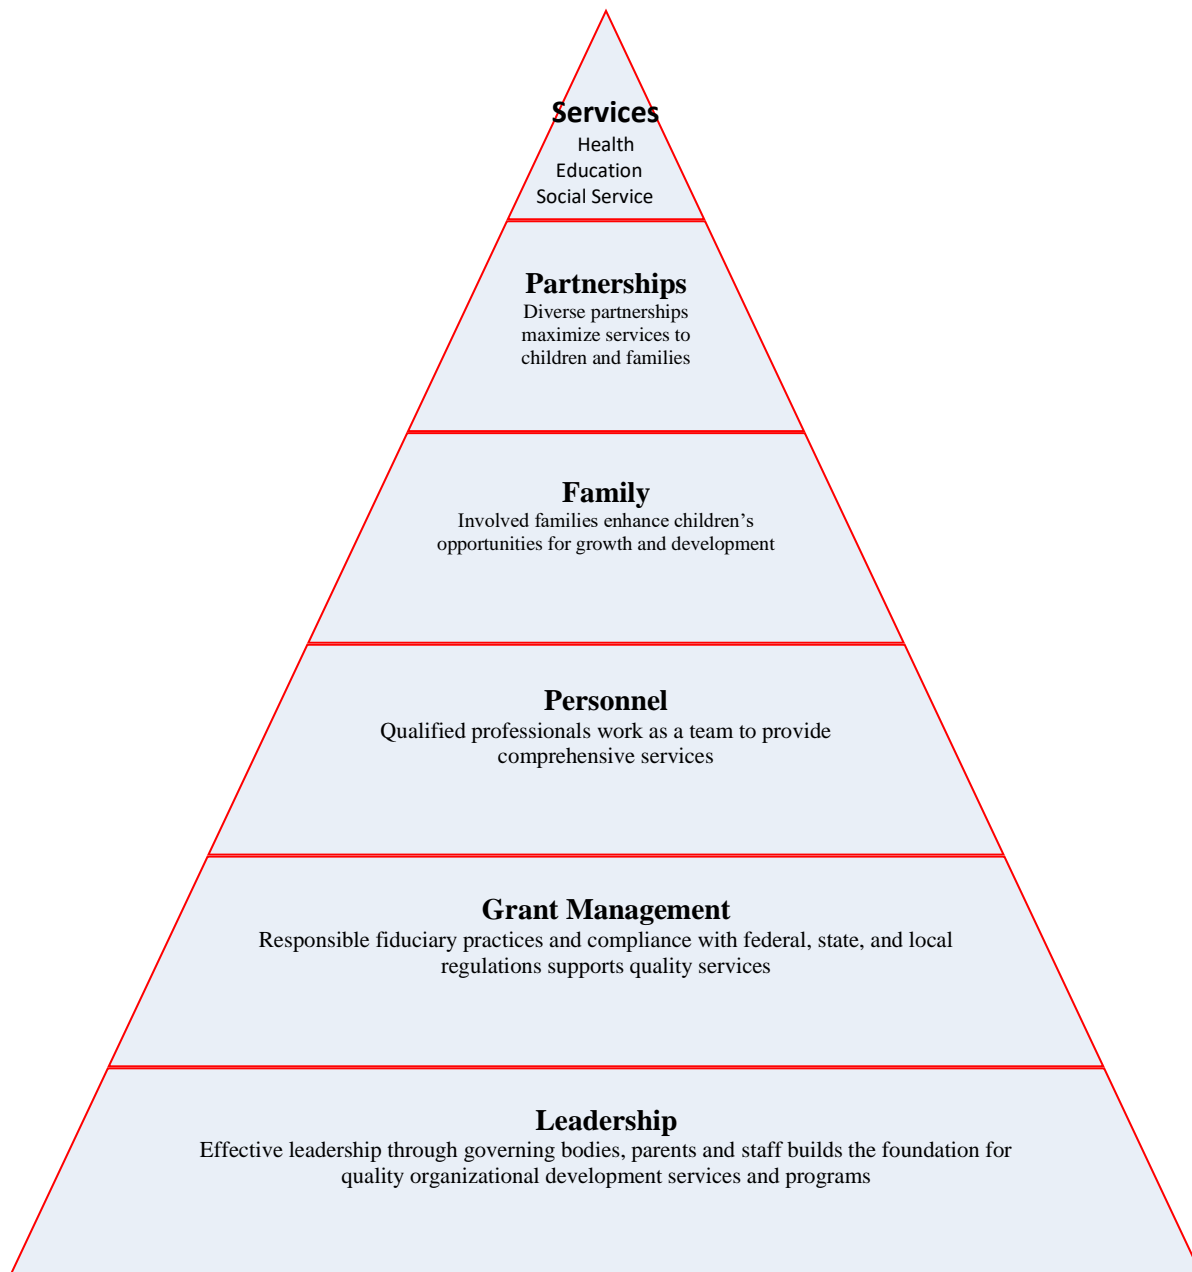 Services
Health
Education
Social Service
Partnerships
Diverse partnerships
maximize services to
children and families
Family
Involved families enhance children’s
opportunities for growth and development
Personnel
Qualified professionals work as a team to provide
comprehensive services
Grant Management
Responsible fiduciary practices and compliance with federal, state, and local
regulations supports quality services
Leadership
Effective leadership through governing bodies, parents and staff builds the foundation for
quality organizational development services and programs